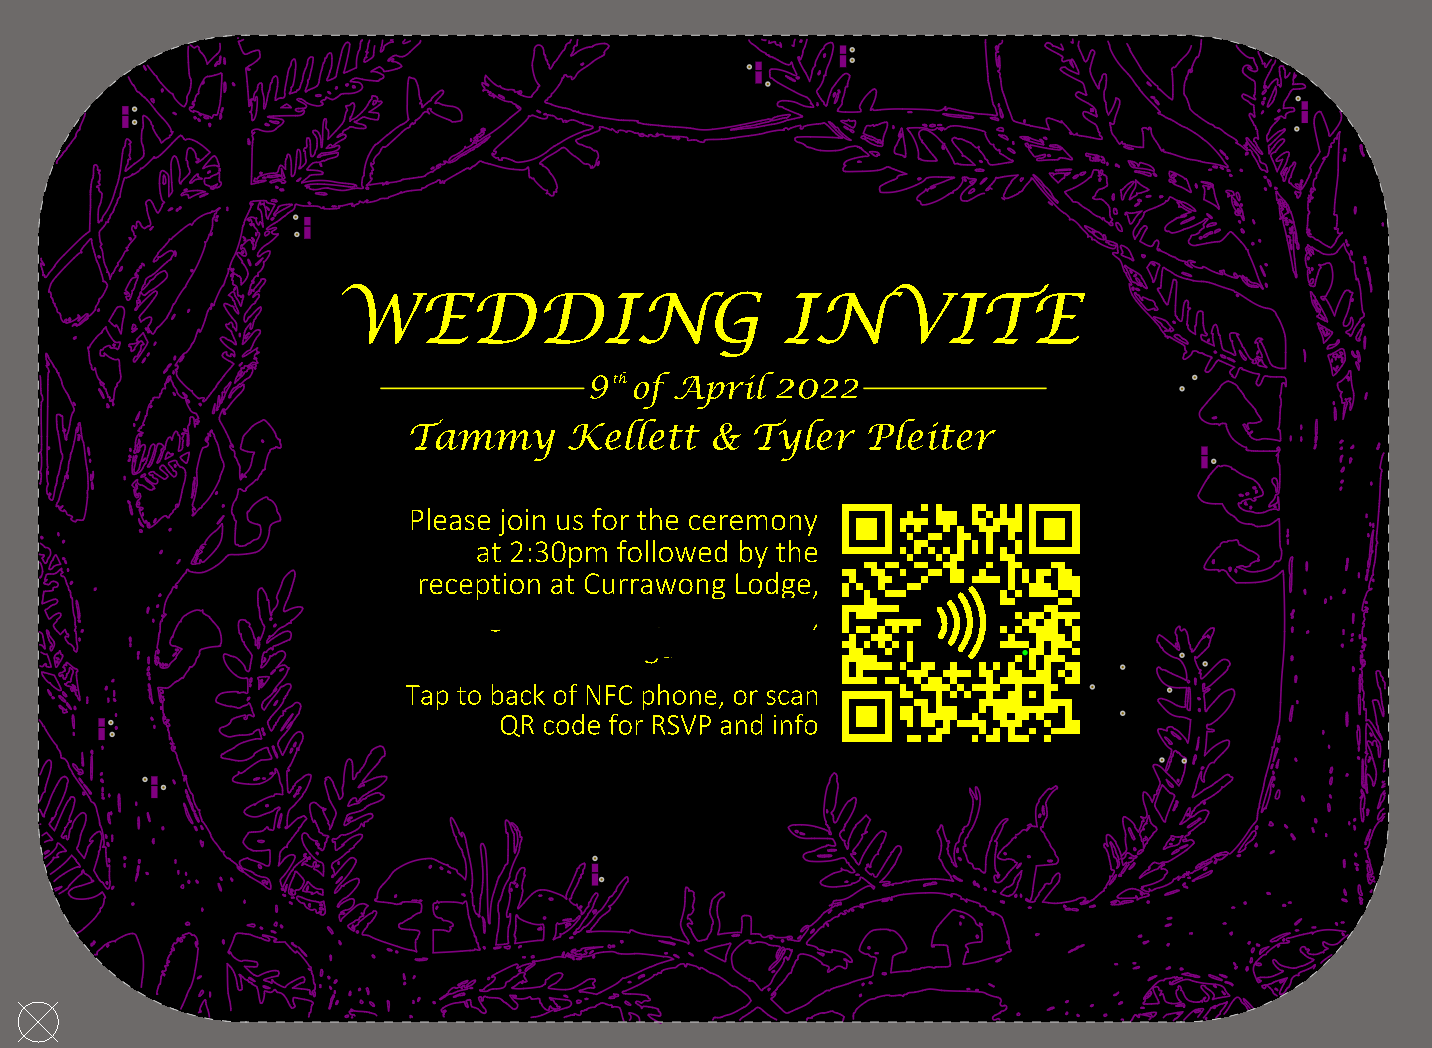 WEDDING INVITE
9th of April 2022
Tammy Kellett & Tyler Pleiter
Please join us for the ceremony
at 2:30pm followed by the
reception at Currawong Lodge,
Tap to back of NFC phone, or scan
QR code for RSVP and info